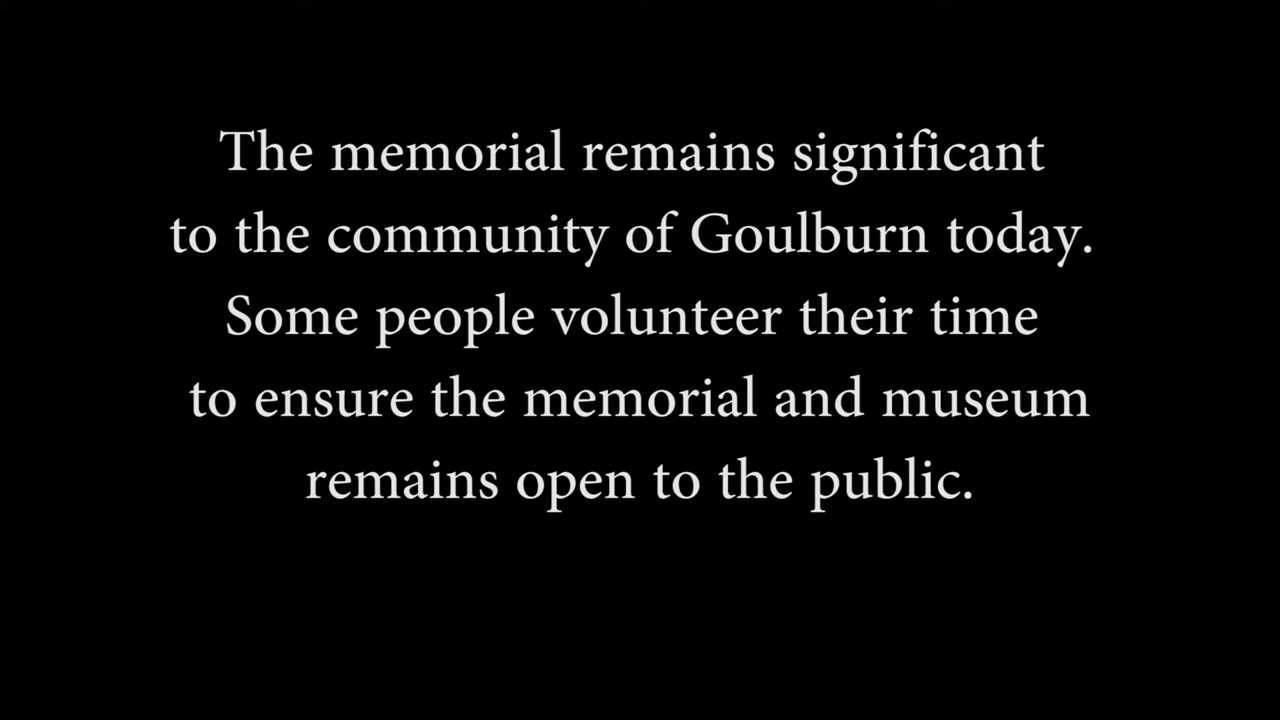 The memorial remains significant
to the community of Goulburn today.
Some people volunteer their time
to ensure the memorial and museum
remains open to the public.